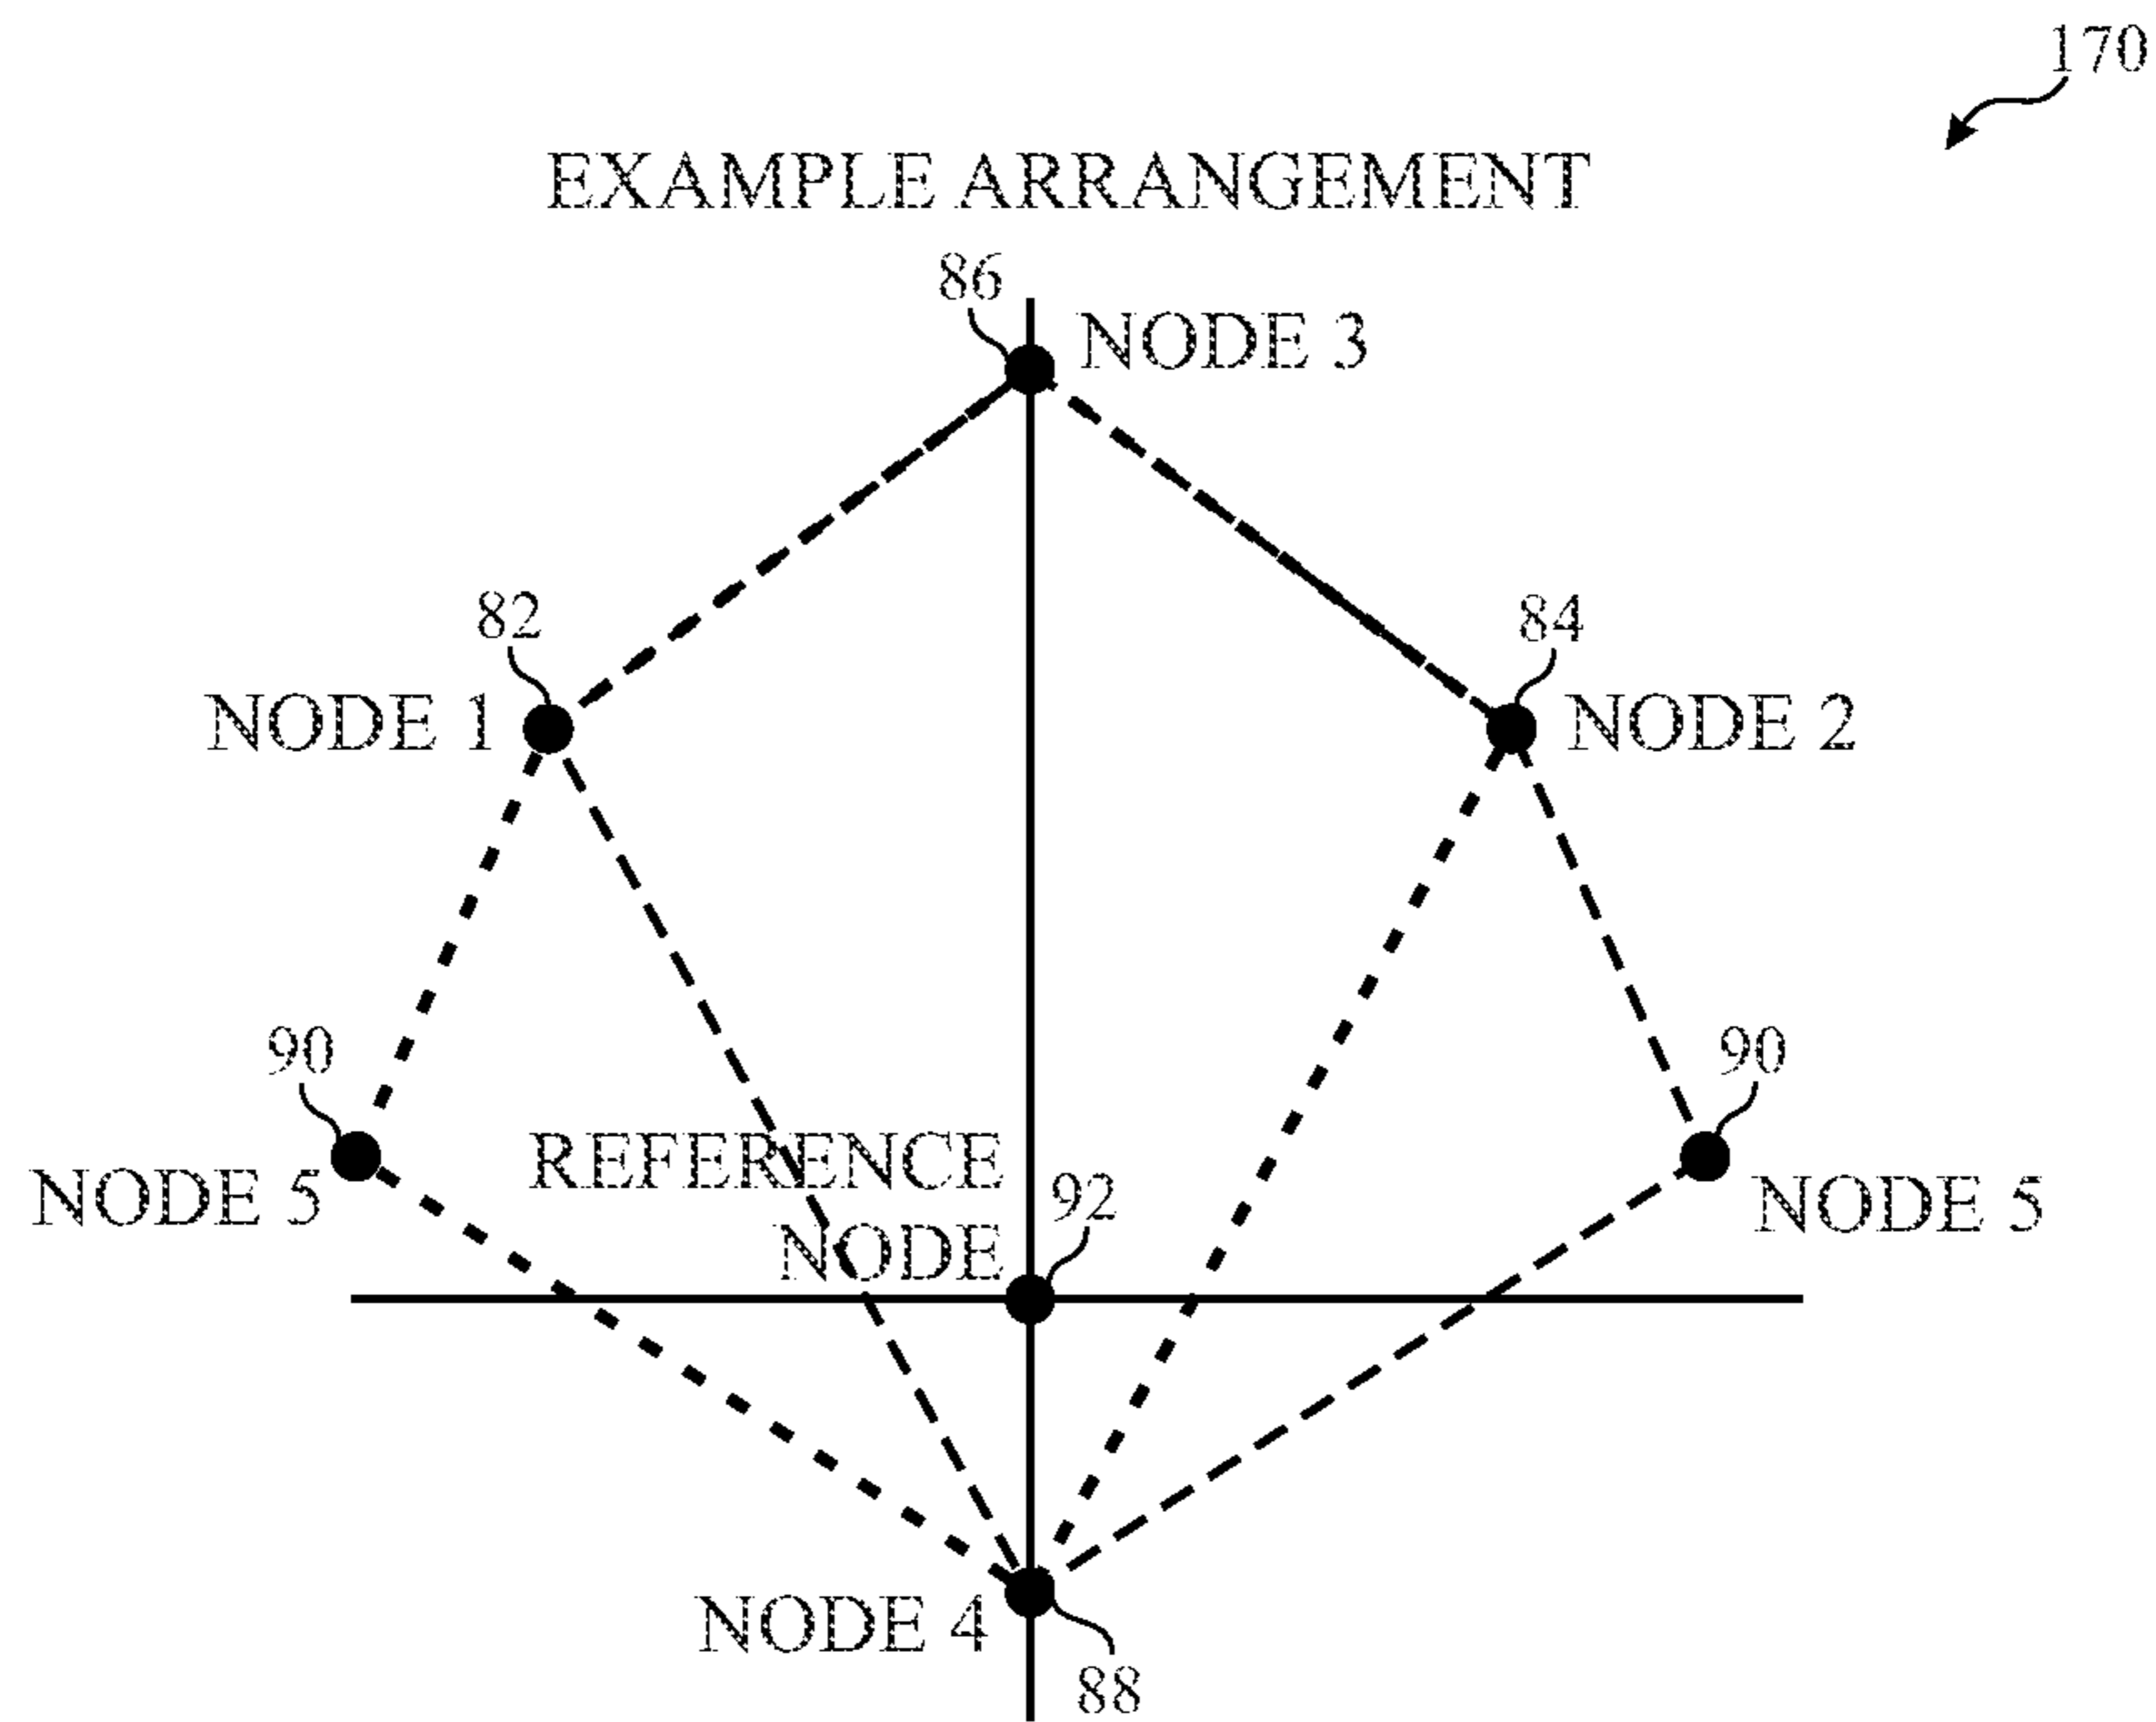 170
EXAMPLE ARRANGEMENT
86
NODE 3
82
84
NODE 1
NODE 2
90
90
REFERENCE
NODE
92
NODE 5
NODE 5
NODE 4
88